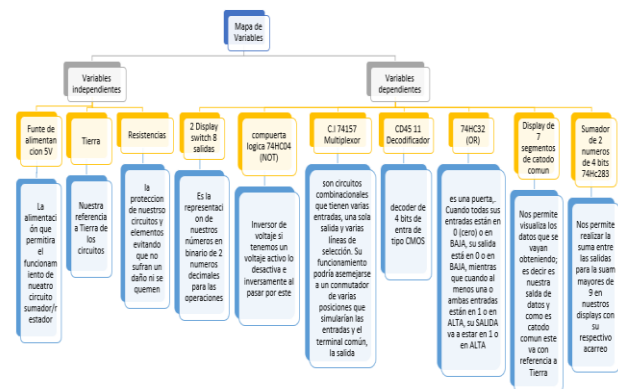 Mapa de
Variables
Variables
independientes
Variables
dependientes
Funte de
alimentan
cion 5V
Tierra
Resistencias
2 Display
switch 8
salidas
compuerta
logica 74HC04
(NOT)
C.I 74157
Multiplexor
CD45 11
Decodificador
74HC32
(OR)
Display de
7
segmentos
de catodo
comun
Sumador
de 2
numeros
de 4 bits
74Hc283
La
alimentaci
ón que
permitira
el
funcionam
iento de
nueatro
circuito
sumador/r
estador
Nuestra
referencia
a Tierra de
los
circuitos
la
proteccion
de nuestrso
circuitos y
elementos
evitando
que no
sufran un
daño ni se
quemen
Es la
representaci
on de
nuestros
números en
binario de 2
numeros
decimales
para las
operaciones
Inversor de
voltaje si
tenemos un
voltaje activo lo
desactiva e
inversamente al
pasar por este
son circuitos
combinacionales
que tienen varias
entradas, una sola
salida y varias
líneas de
selección. Su
funcionamiento
podría asemejarse
a un conmutador
de varias
posiciones que
simularían las
entradas y el
terminal común,
la salida
decoder de
4 bits de
entra de
tipo CMOS
es una puerta,.
Cuando todas sus
entradas están en
0 (cero) o en
BAJA, su salida
está en 0 o en
BAJA, mientras
que cuando al
menos una o
ambas entradas
están en 1 o en
ALTA, su SALIDA
va a estar en 1 o
en ALTA
Nos permite
visualiza los
datos que se
vayan
obteniendo;
es decir es
nuestra
salda de
datos y
como es
catodo
comun este
va con
referencia a
Tierra
Nos permite
realizar la
suma entre
las salidas
para la suam
mayores de
9 en
nuestros
displays con
su
respectivo
acarreo